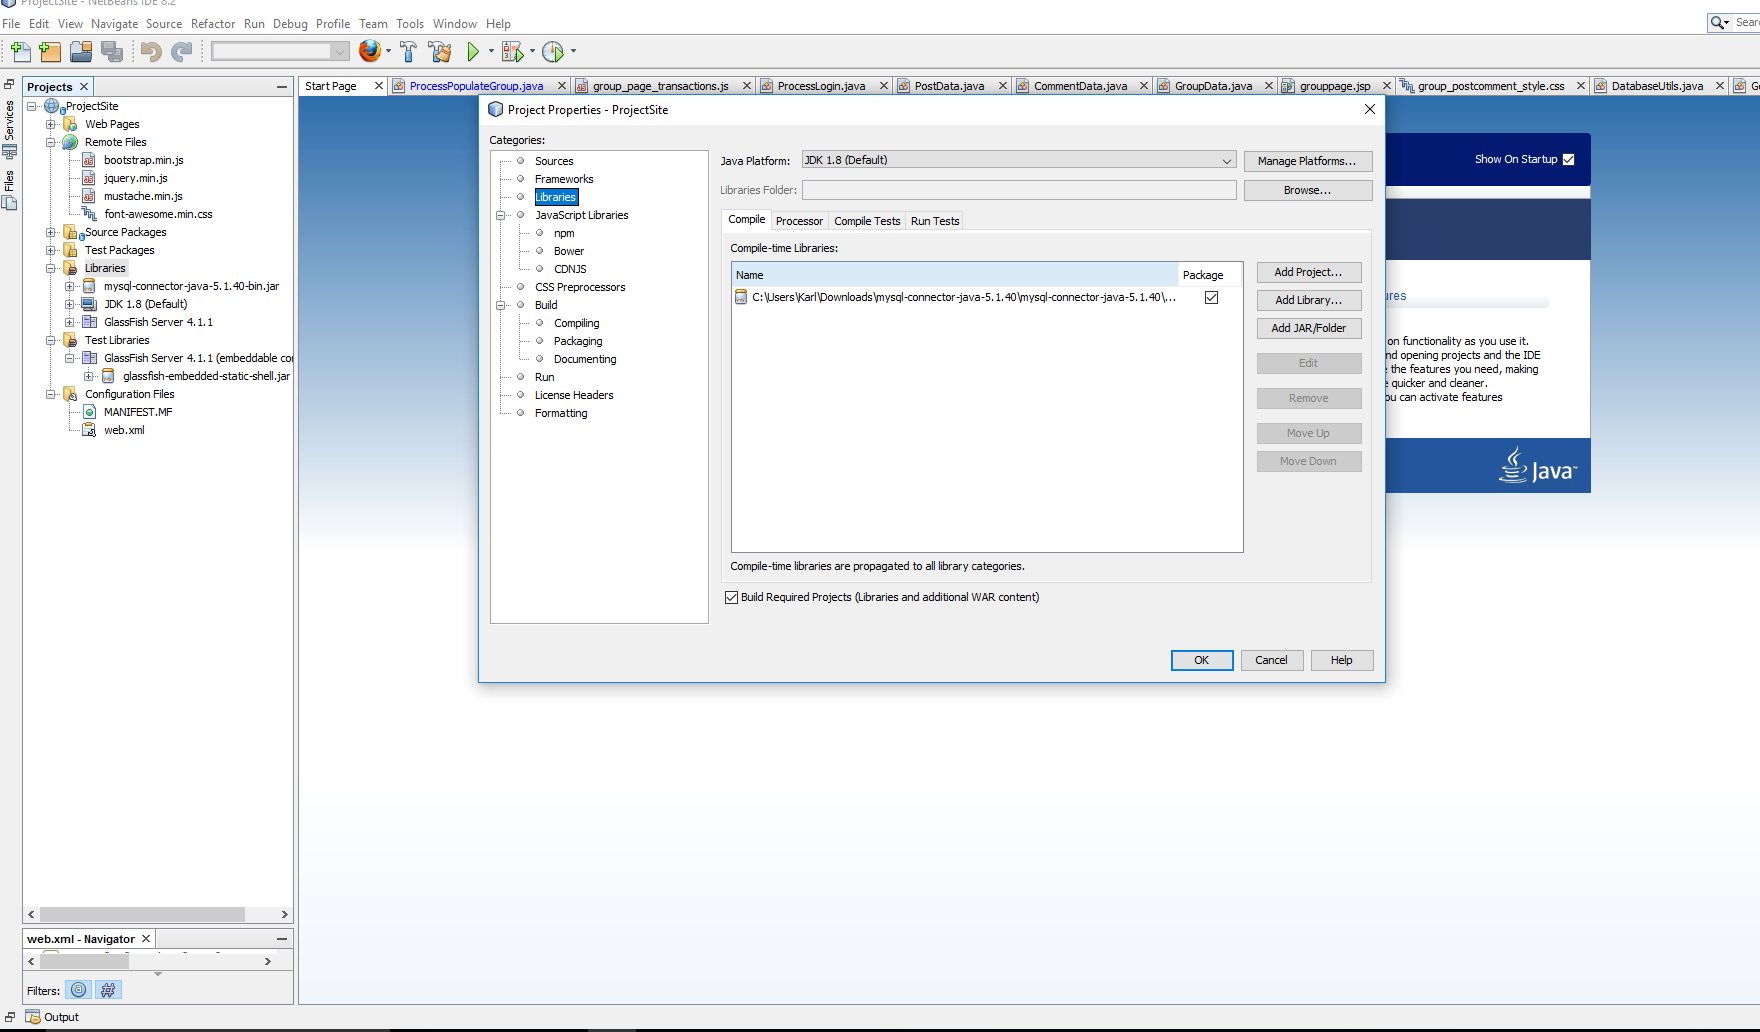 ProjectSite - NetBeans IDE 8.2
File Edit View Navigate Source Refactor Run Debug Profile Team Tools Window Help
Projects
Start Page
ProcessPopulateGroup.java
group_page_transactions.js
ProcessLogin.java
PostData.java
CommentData.java
GroupData.java
grouppage.jsp
group_postcomment_style.css
DatabaseUtils.java
Services
Files
ProjectSite
Web Pages
Remote Files
bootstrap.min.js
jquery.min.js
mustache.min.js
font-awesome.min.css
Source Packages
Test Packages
Libraries
mysql-connector-java-5.1.40-bin.jar
JDK 1.8 (Default)
GlassFish Server 4.1.1
Test Libraries
GlassFish Server 4.1.1 (embeddable co
glassfish-embedded-static-shell.jar
Configuration Files
MANIFEST.MF
web.xml
Project Properties - ProjectSite
Categories:
Sources
Frameworks
Libraries
JavaScript Libraries
npm
Bower
CDNJS
CSS Preprocessors
Build
Compiling
Packaging
Documenting
Run
License Headers
Formatting
Java Platform: JDK 1.8 (Default) Manage Platforms...
Libraries Folder: Browse...
Compile Processor Compile Tests Run Tests
Compile-time Libraries:
Name Package
C:\Users\Karl\Downloads\mysql-connector-java-5.1.40\mysql-connector-java-5.1.40\...
Add Project...
Add Library...
Add JAR/Folder
Edit
Remove
Move Up
Move Down
Compile-time libraries are propagated to all library categories.
Build Required Projects (Libraries and additional WAR content)
OK Cancel Help
Show On Startup
ures
on functionality as you use it.
nd opening projects and the IDE
the features you need, making
quicker and cleaner.
ou can activate features
Java
web.xml - Navigator
Filters:
Output